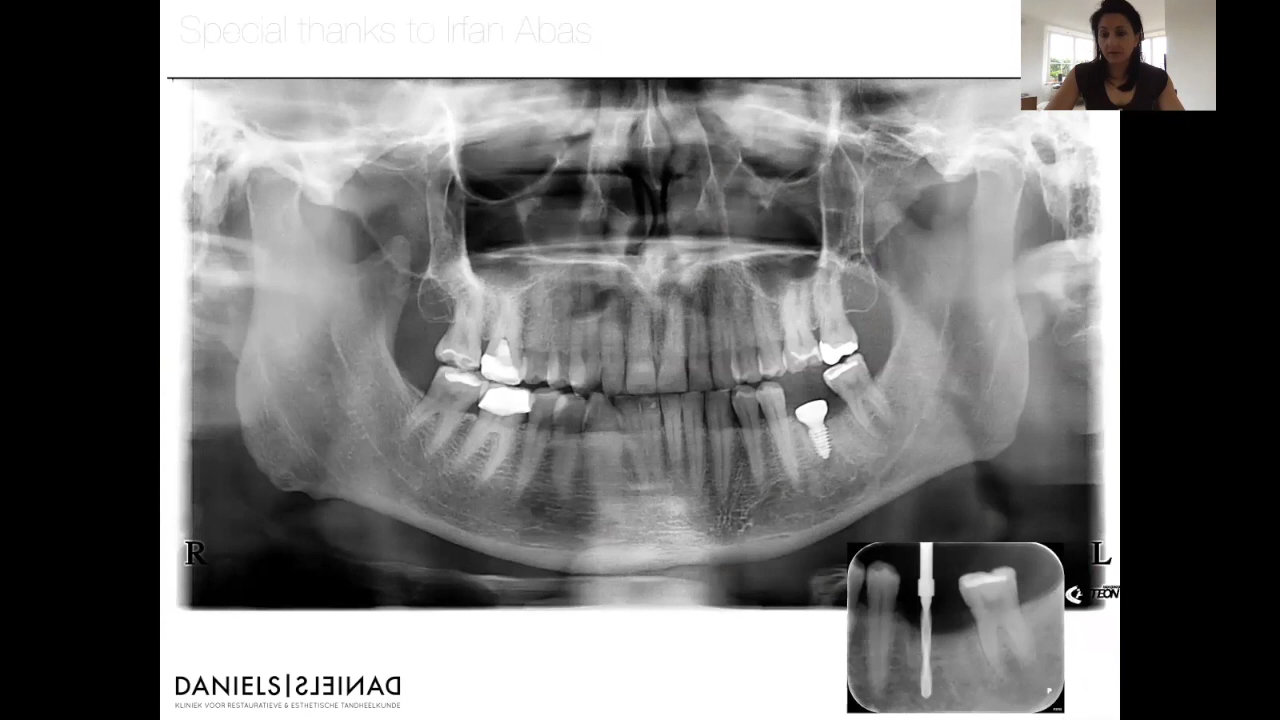 Special thanks to Irfan Abas
R
L
DANIELS|DANIELS
KLINIEK VOOR RESTAURATIEVE & ESTHETISCHE TANDHEELKUNDE